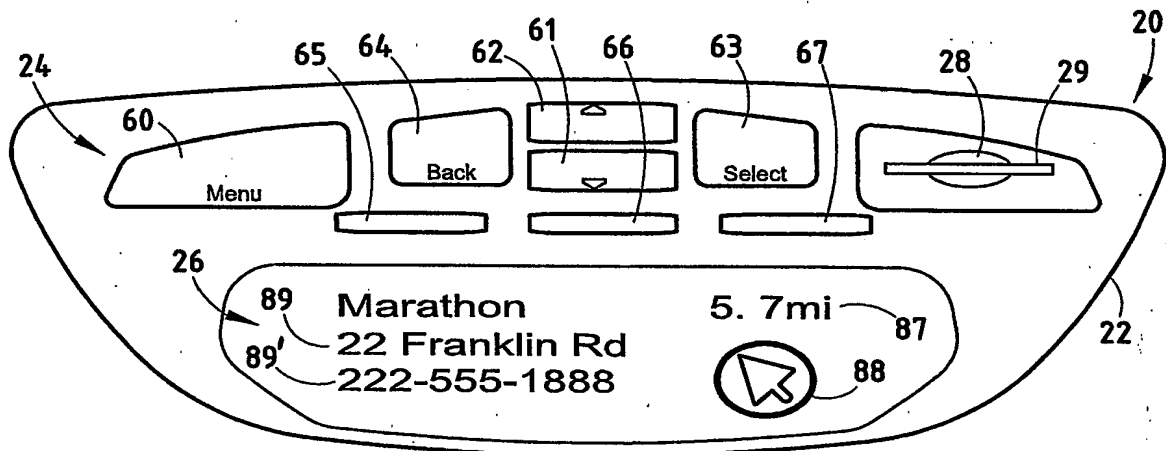 20
61
64 62 66 63 67
65 28 29
24
60
Back
Select
Menu
26
89 Marathon 5. 7mi
87 22
22 Franklin Rd
89'
222-555-1888 88